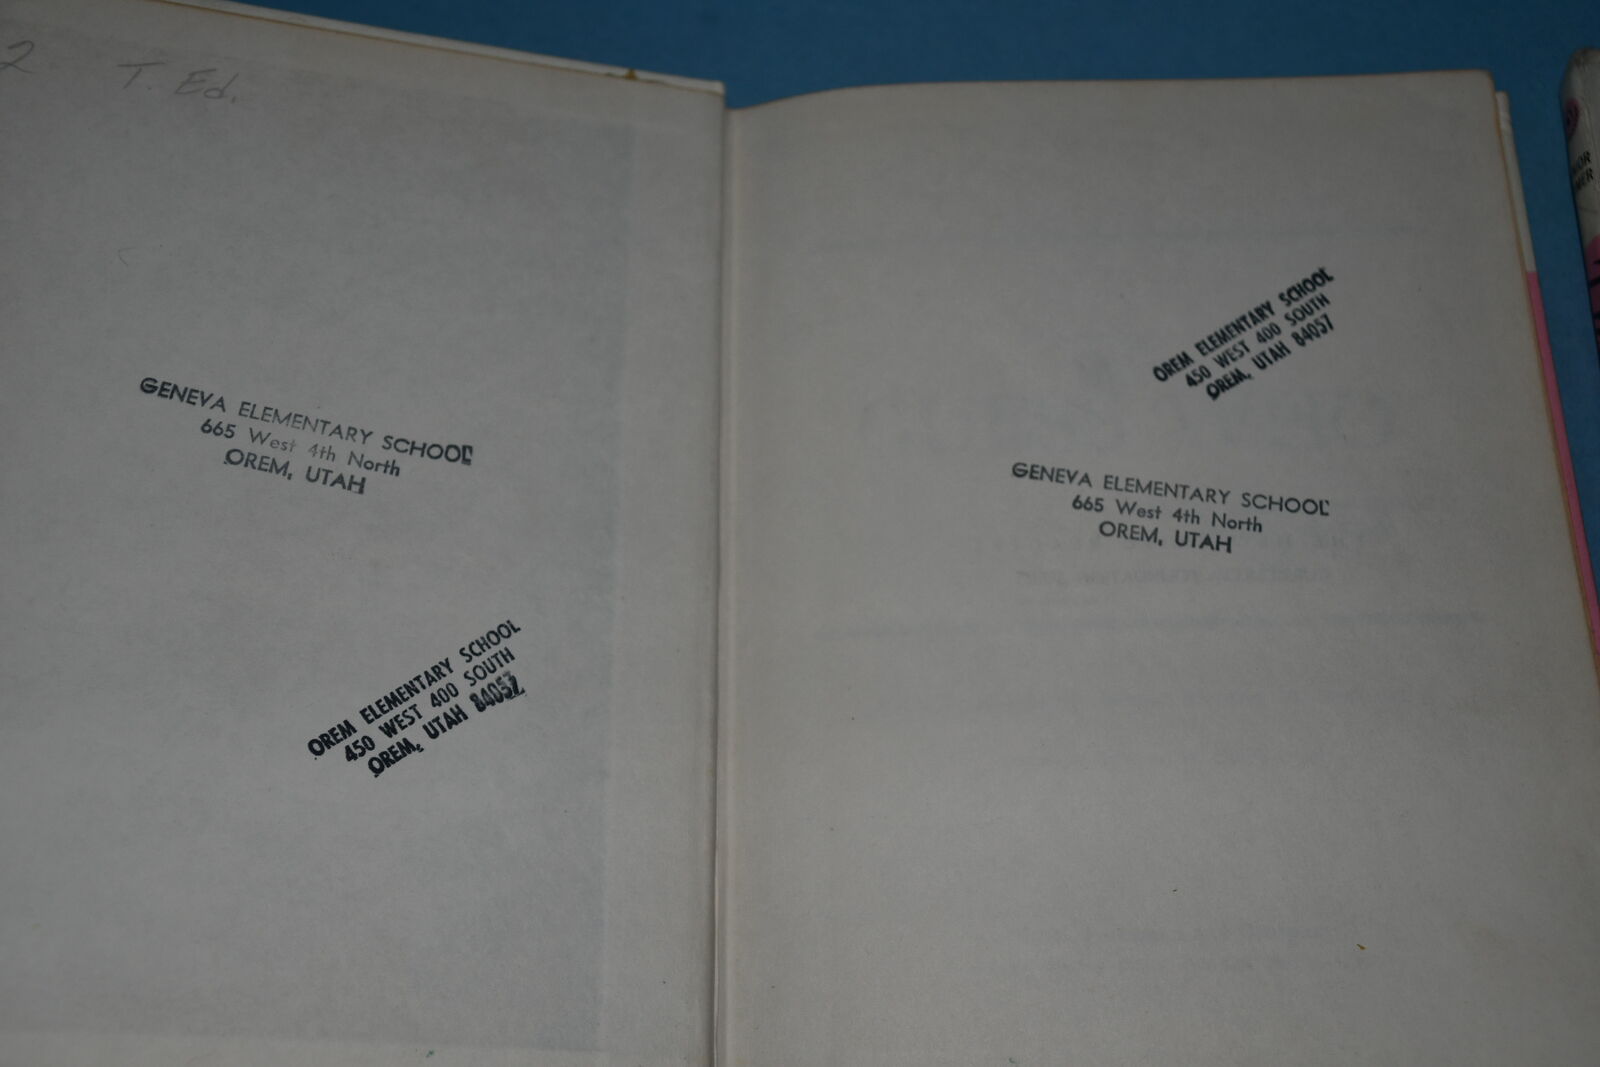 2 T. Ed.
GENEVA ELEMENTARY SCHOOL
665 West 4th North
OREM, UTAH
OREM ELEMENTARY SCHOOL
450 WEST 400 SOUTH
OREM, UTAH 84057
OREM ELEMENTARY SCHOOL
450 WEST 400 SOUTH
OREM, UTAH 84057
GENEVA ELEMENTARY SCHOOL
665 West 4th North
OREM, UTAH